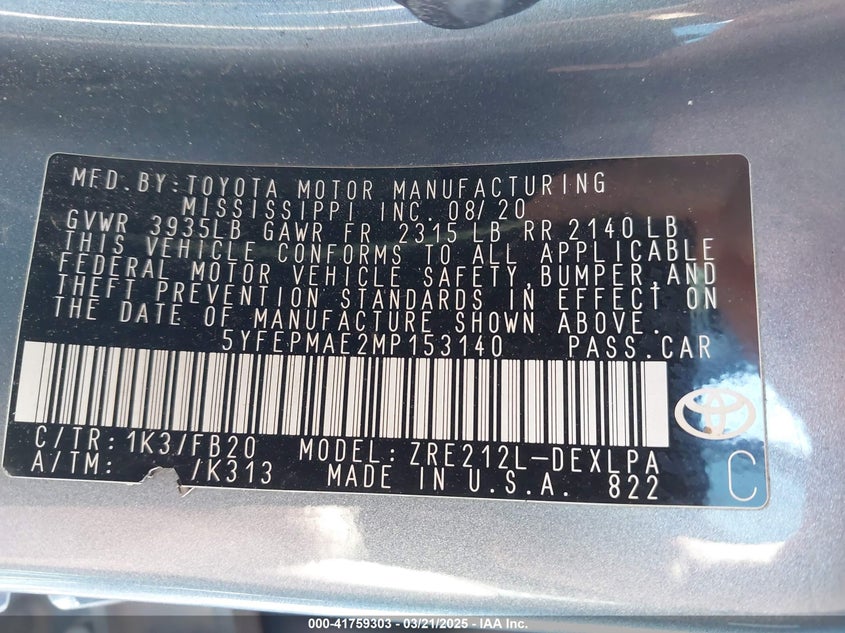 MFD.BY:TOYOTA MOTOR MANUFACTURING
MISSISSIPPI INC. 08/20
GVWR 3935LB GAWR FR 2315 LB RR 2140 LB
THIS VEHICLE CONFORMS TO ALL APPLICABLE
FEDERAL MOTOR VEHICLE SAFETY,BUMPER,AND
THEFT PREVENTION STANDARDS IN EFFECT ON
THE DATE OF MANUFACTURE SHOWN ABOVE.
5YFEPMAE2MP153140 PASS.CAR
C/TR: 1K3/FB20 MODEL: ZRE212L-DEXLPA
A/TM: /K313 MADE IN U.S.A. 822 C
000-41759303 - 03/21/2025 - IAA Inc.